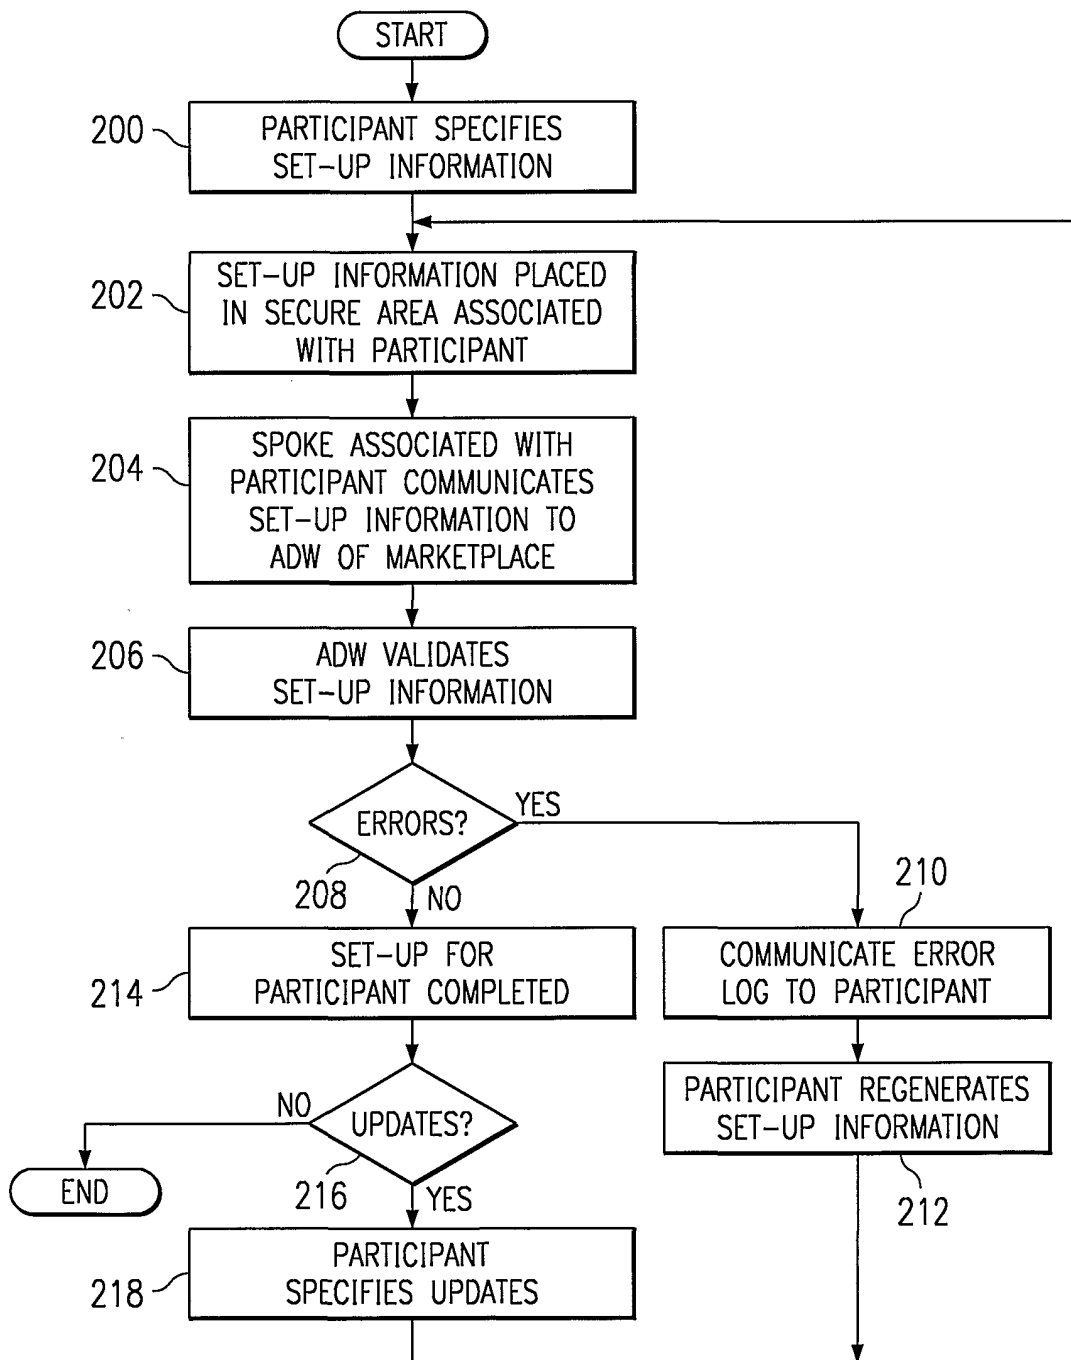 START
200
PARTICIPANT SPECIFIES
SET-UP INFORMATION
202
SET-UP INFORMATION PLACED
IN SECURE AREA ASSOCIATED
WITH PARTICIPANT
204
SPOKE ASSOCIATED WITH
PARTICIPANT COMMUNICATES
SET-UP INFORMATION TO
ADW OF MARKETPLACE
206
ADW VALIDATES
SET-UP INFORMATION
ERRORS?
YES
208
NO
210
214
SET-UP FOR
PARTICIPANT COMPLETED
COMMUNICATE ERROR
LOG TO PARTICIPANT
PARTICIPANT REGENERATES
SET-UP INFORMATION
212
NO
UPDATES?
216
YES
END
218
PARTICIPANT
SPECIFIES UPDATES